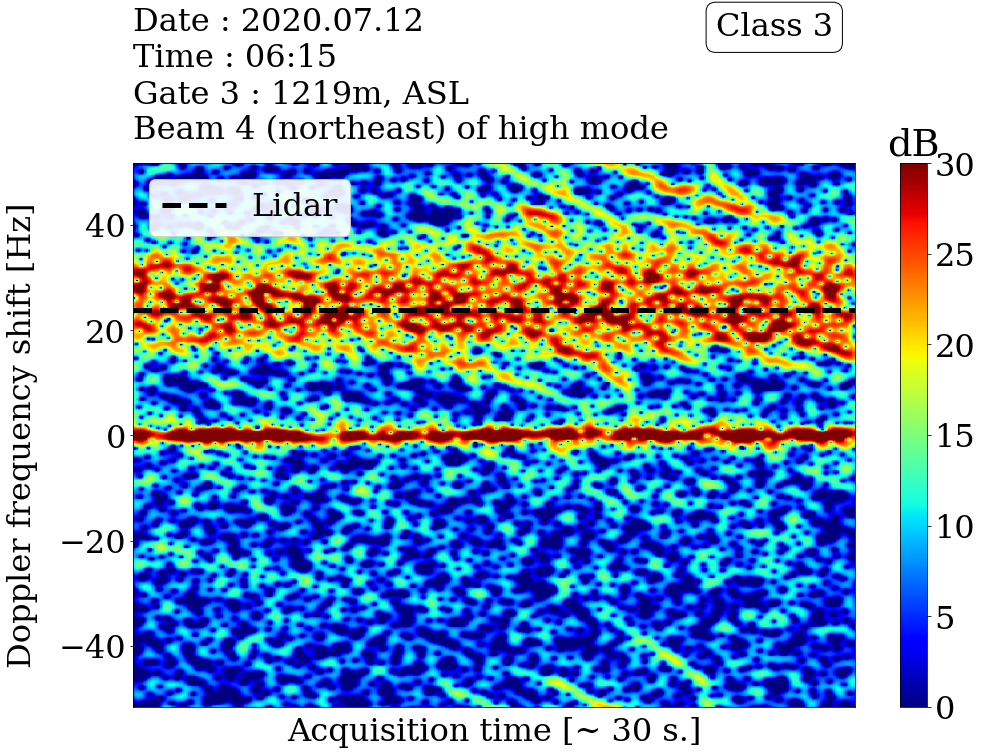 Date : 2020.07.12
Time : 06:15
Gate 3 : 1219m, ASL
Beam 4 (northeast) of high mode
Class 3
dB
Lidar
Doppler frequency shift [Hz]
40
20
0
−20
−40
30
25
20
15
10
5
0
Acquisition time [~ 30 s.]